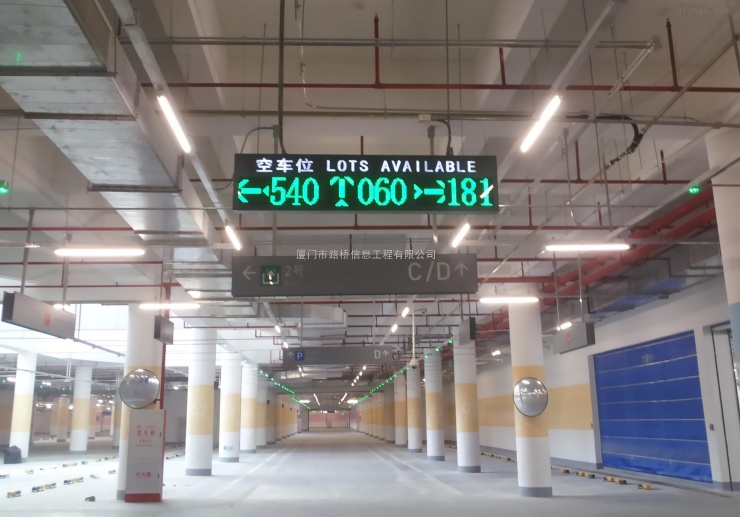 空车位 LOTS AVAILABLE
←540 ↑060 →181
厦门市路桥信息工程有限公司
← 2号 C/D↑
↑P D↑